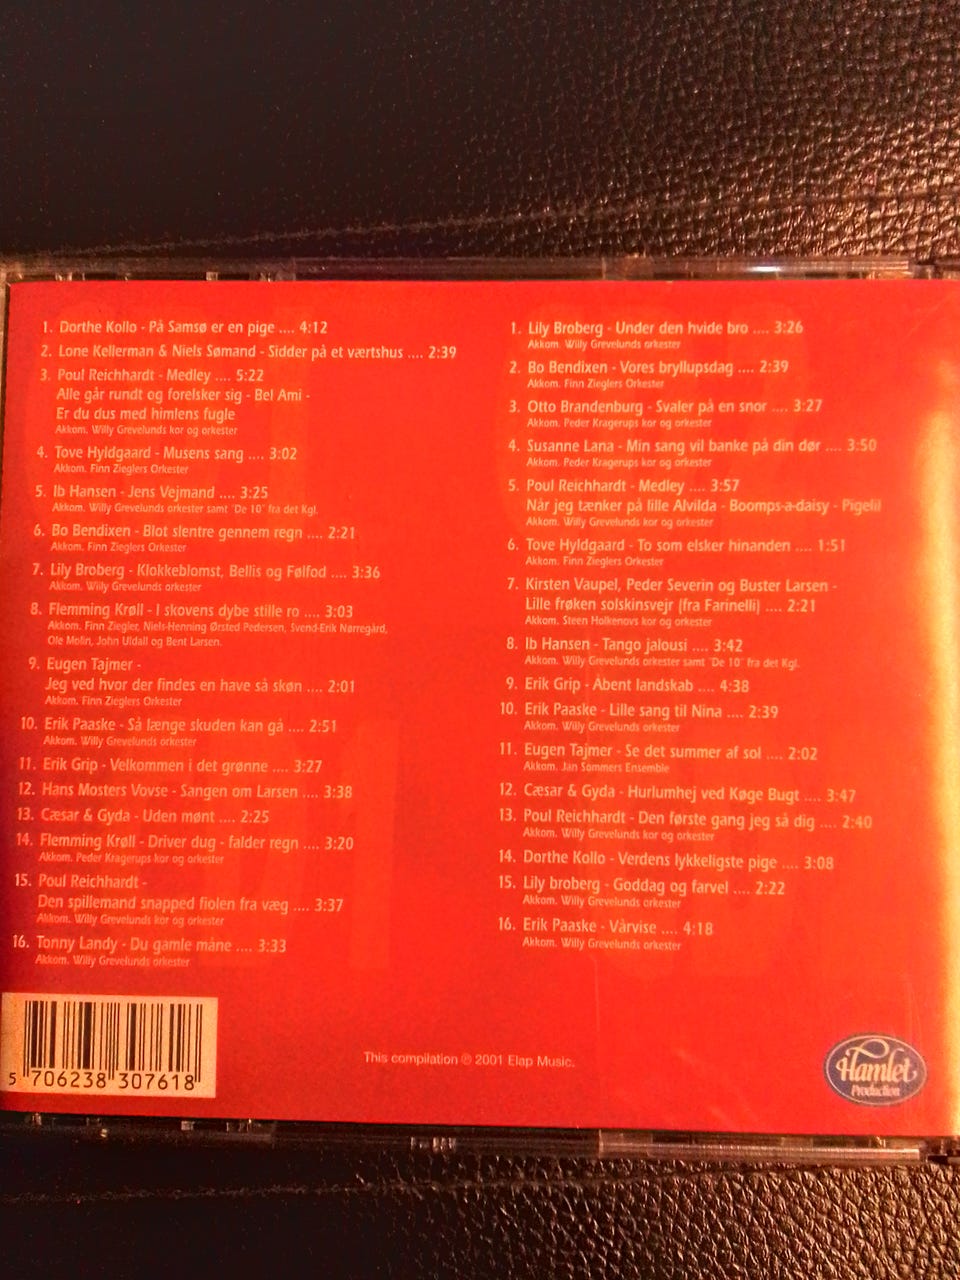 1. Dorthe Kollo - På Samsø er en pige .... 4:12
2. Lone Kellerman & Niels Sømand - Sidder på et værtshus .... 2:39
3. Poul Reichhardt - Medley .... 5:22
Alle går rundt og forelsker sig - Bel Ami -
Er du dus med himlens fugle
Akkom. Willy Grevelunds kor og orkester
4. Tove Hyldgaard - Musens sang .... 3:02
Akkom. Finn Zieglers Orkester
5. Ib Hansen - Jens Vejmand .... 3:25
Akkom. Willy Grevelunds orkester samt "De 10" fra det Kgl.
6. Bo Bendixen - Blot slentre gennem regn .... 2:21
Akkom. Finn Zieglers Orkester
7. Lily Broberg - Klokkeblomst, Bellis og Følfod .... 3:36
Akkom. Willy Grevelunds orkester
8. Flemming Krøll - I skovens dybe stille ro .... 3:03
Akkom. Finn Ziegler, Niels-Henning Ørsted Pedersen, Svend-Erik Nørregård,
Ole Molin, John Uldall og Bent Larsen.
9. Eugen Tajmer -
Jeg ved hvor der findes en have så skøn .... 2:01
Akkom. Finn Zieglers Orkester
10. Erik Paaske - Så længe skuden kan gå .... 2:51
Akkom. Willy Grevelunds orkester
11. Erik Grip - Velkommen i det grønne .... 3:27
12. Hans Mosters Vovse - Sangen om Larsen .... 3:38
13. Cæsar & Gyda - Uden mønt .... 2:25
14. Flemming Krøll - Driver dug - falder regn .... 3:20
Akkom. Peder Kragerups kor og orkester
15. Poul Reichhardt -
Den spillemand snapped fiolen fra væg .... 3:37
Akkom. Willy Grevelunds kor og orkester
16. Tonny Landy - Du gamle måne .... 3:33
Akkom. Willy Grevelunds orkester
1. Lily Broberg - Under den hvide bro .... 3:26
Akkom. Willy Grevelunds orkester
2. Bo Bendixen - Vores bryllupsdag .... 2:39
Akkom. Finn Zieglers Orkester
3. Otto Brandenburg - Svaler på en snor .... 3:27
Akkom. Peder Kragerups kor og orkester
4. Susanne Lana - Min sang vil banke på din dør .... 3:50
Akkom. Peder Kragerups kor og orkester
5. Poul Reichhardt - Medley .... 3:57
Når jeg tænker på lille Alvilda - Boomps-a-daisy - Pigelil
Akkom. Willy Grevelunds kor og orkester
6. Tove Hyldgaard - To som elsker hinanden .... 1:51
Akkom. Finn Zieglers Orkester
7. Kirsten Vaupel, Peder Severin og Buster Larsen -
Lille frøken solskinsvejr (fra Farinelli) .... 2:21
Akkom. Steen Holkenovs kor og orkester
8. Ib Hansen - Tango jalousi .... 3:42
Akkom. Willy Grevelunds orkester samt "De 10" fra det Kgl.
9. Erik Grip - Åbent landskab .... 4:38
10. Erik Paaske - Lille sang til Nina .... 2:39
Akkom. Willy Grevelunds orkester
11. Eugen Tajmer - Se det summer af sol .... 2:02
Akkom. Jan Sommers Ensemble
12. Cæsar & Gyda - Hurlumhej ved Køge Bugt .... 3:47
13. Poul Reichhardt - Den første gang jeg så dig .... 2:40
Akkom. Willy Grevelunds kor og orkester
14. Dorthe Kollo - Verdens lykkeligste pige .... 3:08
15. Lily broberg - Goddag og farvel .... 2:22
Akkom. Willy Grevelunds orkester
16. Erik Paaske - Vårvise .... 4:18
Akkom. Willy Grevelunds orkester
5 706238 307618
This compilation ℗ 2001 Elap Music.
Hamlet
Production